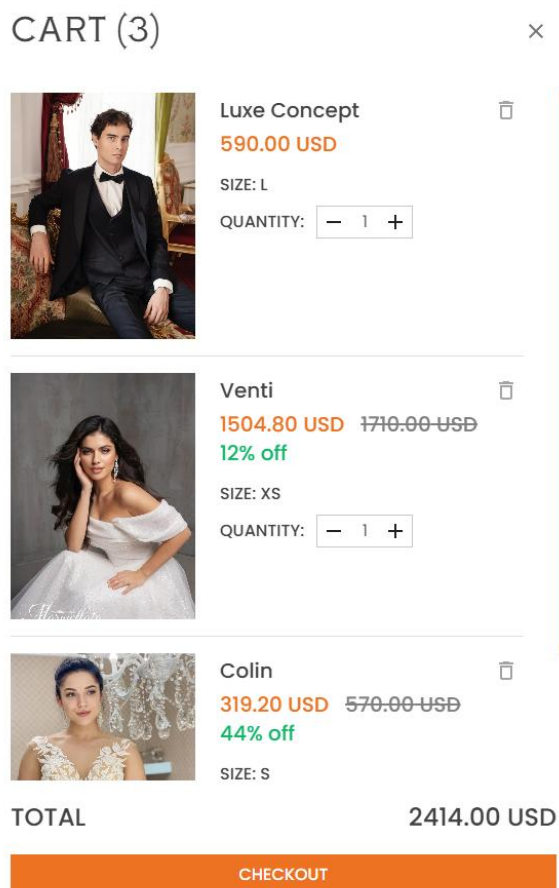 CART (3)
Luxe Concept
590.00 USD
SIZE: L
QUANTITY: 1
Venti
1504.80 USD 1710.00 USD
12% off
SIZE: XS
QUANTITY: 1
Colin
319.20 USD 570.00 USD
44% off
SIZE: S
TOTAL 2414.00 USD
CHECKOUT